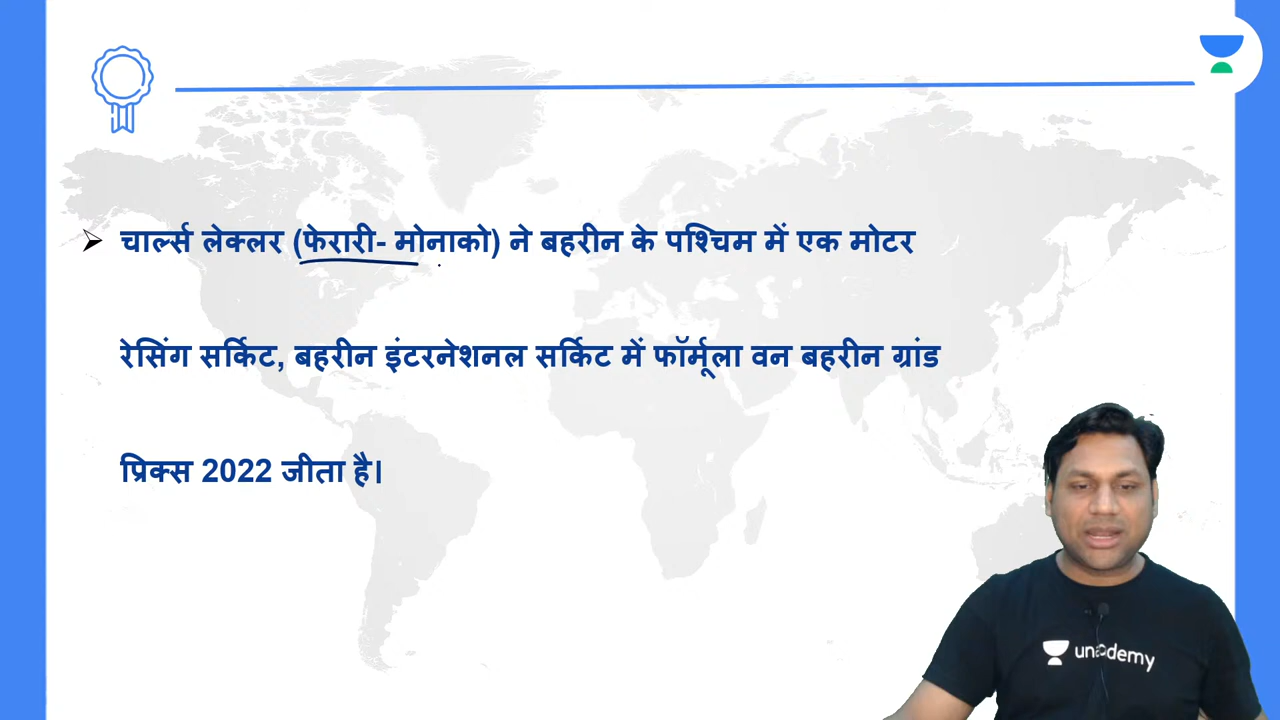 चार्ल्स लेक्लर (फेरारी- मोनाको) ने बहरीन के पश्चिम में एक मोटर
रेसिंग सर्किट, बहरीन इंटरनेशनल सर्किट में फॉर्मूला वन बहरीन ग्रांड
प्रिक्स 2022 जीता है।
unacademy